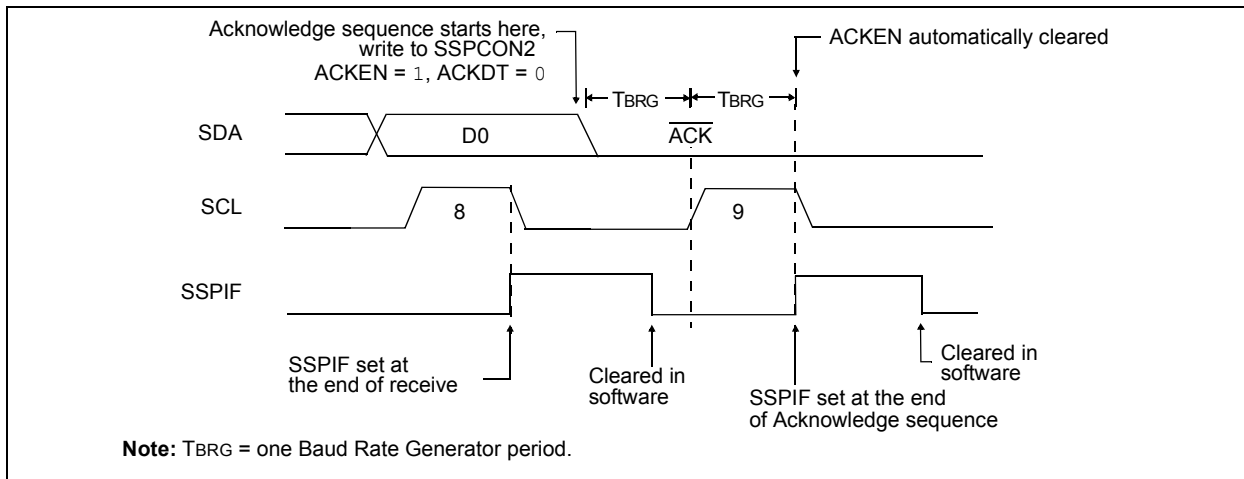 Acknowledge sequence starts here,
write to SSPCON2
ACKEN = 1, ACKDT = 0
ACKEN automatically cleared
TBRG
TBRG
SDA
D0
ACK
SCL
8
9
SSPIF
SSPIF set at
the end of receive
Cleared in
software
SSPIF set at the end
of Acknowledge sequence
Cleared in
software
Note: TBRG = one Baud Rate Generator period.